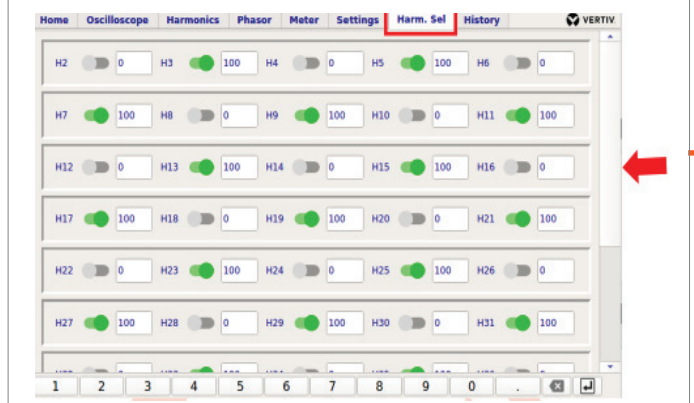 Home Oscilloscope Harmonics Phasor Meter Settings Harm. Sel History VERTIV
H2 0 H3 100 H4 0 H5 100 H6 0
H7 100 H8 0 H9 100 H10 0 H11 100
H12 0 H13 100 H14 0 H15 100 H16 0
H17 100 H18 0 H19 100 H20 0 H21 100
H22 0 H23 100 H24 0 H25 100 H26 0
H27 100 H28 0 H29 100 H30 0 H31 100
1 2 3 4 5 6 7 8 9 0 .